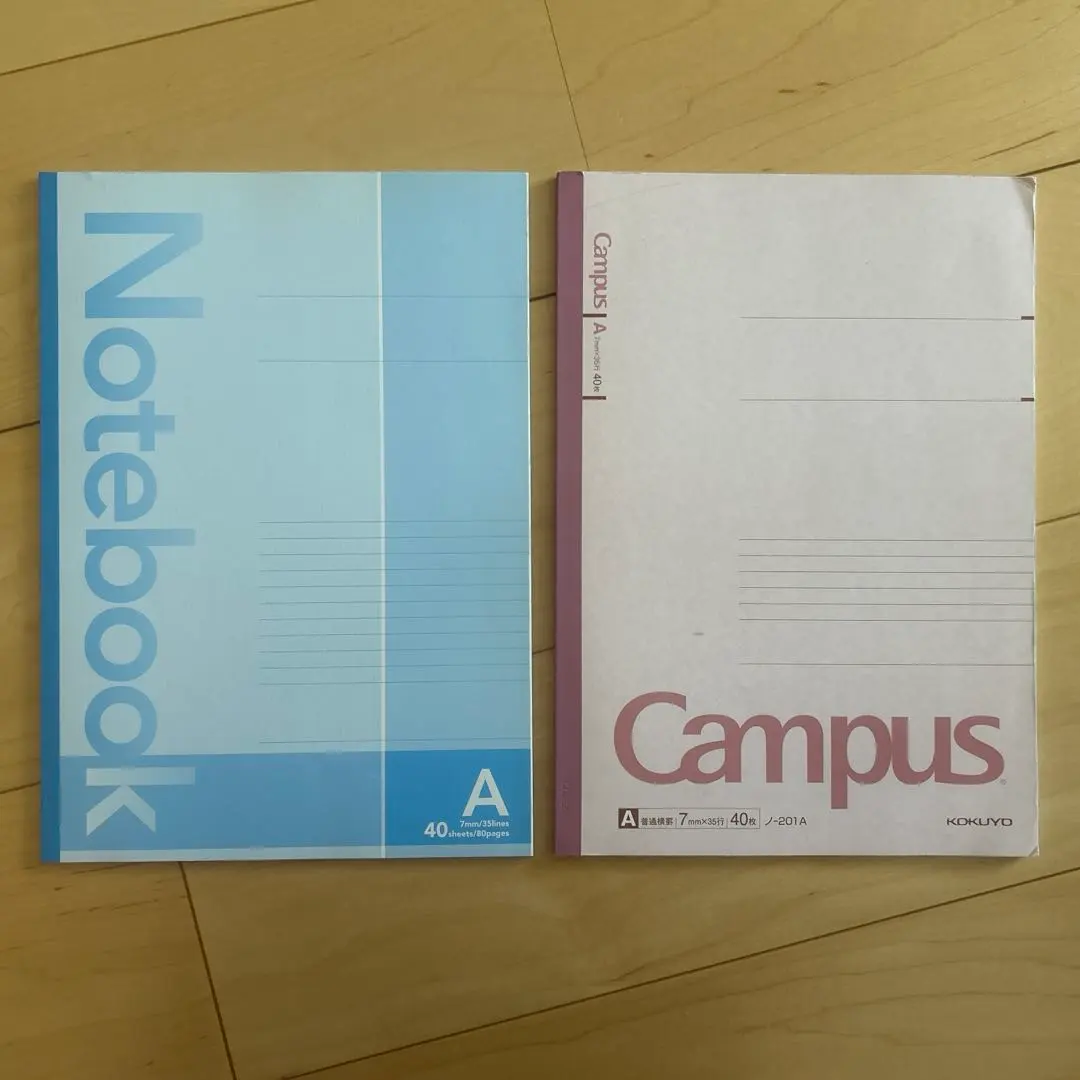 Notebook
A
7mm/35lines
40sheets/80pages
Campus
A 7mm×35行 40枚
Campus
A 普通横罫 7mm×35行 40枚 ノ-201A
KOKUYO